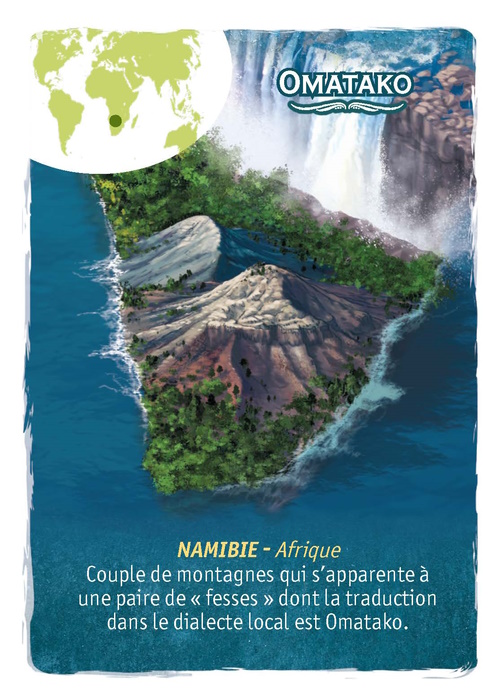 OMATAKO
NAMIBIE - Afrique
Couple de montagnes qui s'apparente à
une paire de « fesses » dont la traduction
dans le dialecte local est Omatako.